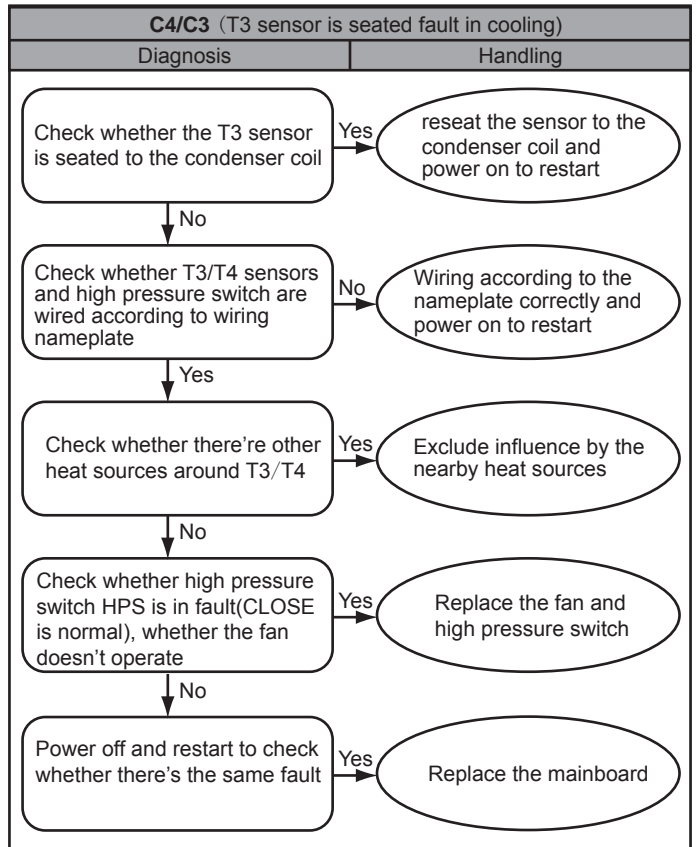 C4/C3（T3 sensor is seated fault in cooling)
Diagnosis
Handling
Check whether the T3 sensor
is seated to the condenser coil
Yes
reseat the sensor to the
condenser coil and
power on to restart
No
Check whether T3/T4 sensors
and high pressure switch are
wired according to wiring
nameplate
No
Wiring according to the
nameplate correctly and
power on to restart
Yes
Check whether there're other
heat sources around T3/T4
Yes
Exclude influence by the
nearby heat sources
No
Check whether high pressure
switch HPS is in fault(CLOSE
is normal), whether the fan
doesn't operate
Yes
Replace the fan and
high pressure switch
No
Power off and restart to check
whether there's the same fault
Yes
Replace the mainboard